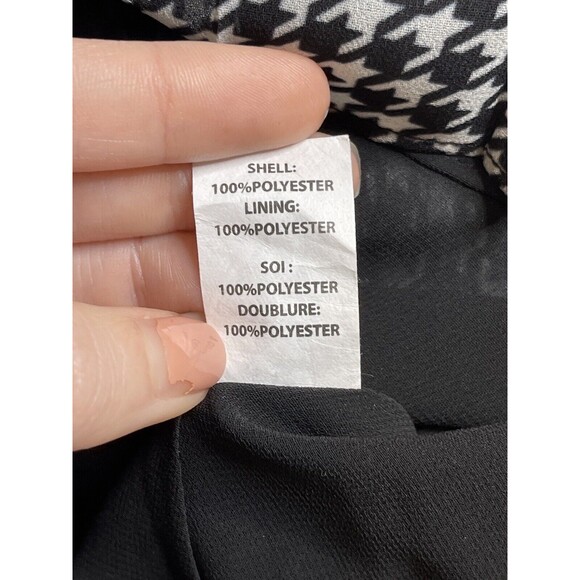 SHELL:
100%POLYESTER
LINING:
100%POLYESTER
SOI :
100%POLYESTER
DOUBLURE:
100%POLYESTER